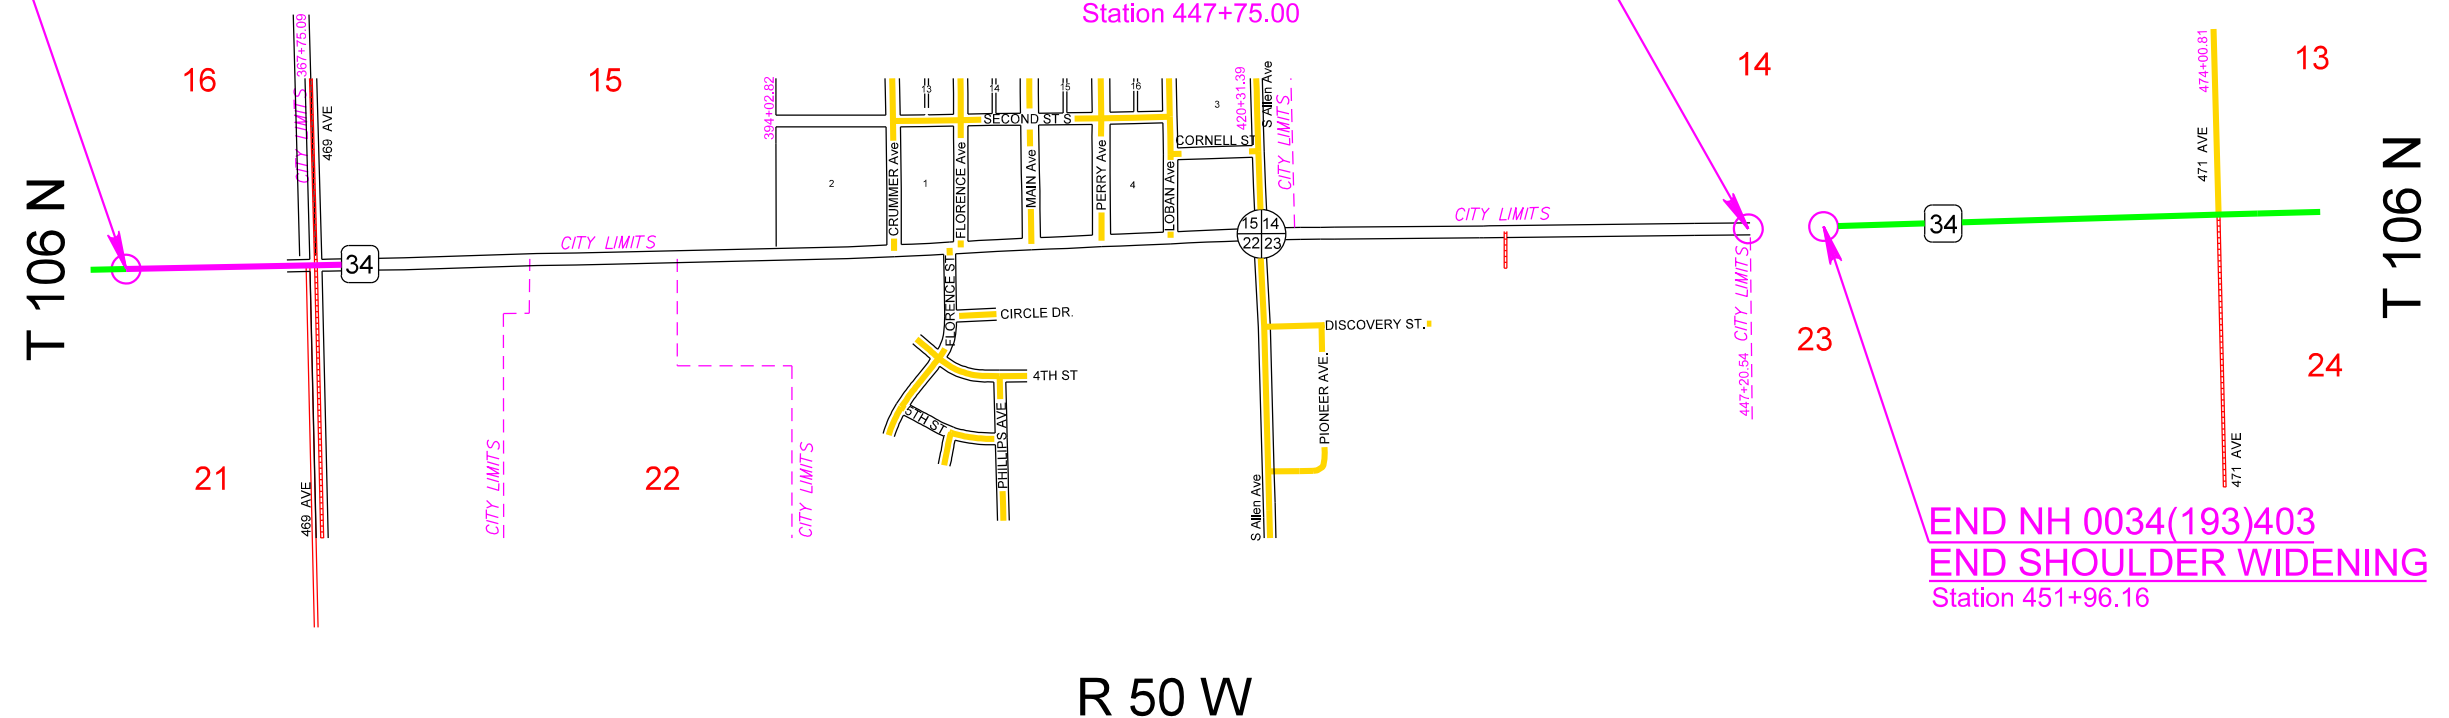 Station 447+75.00
16
367+75.09
CITY LIMITS
469 AVE
15
394+02.82
13
14
15
16
3
SECOND ST S
CORNELL ST
420+31.39
S Allen Ave
CITY LIMITS
14
474+00.81
471 AVE
13
T 106 N
2
CRUMMER Ave
1
FLORENCE Ave
MAIN Ave
PERRY Ave
4
LOBAN Ave
15 14
22 23
CITY LIMITS
34
CITY LIMITS
34
T 106 N
FLORENCE ST
CIRCLE DR.
4TH ST
5TH ST
PHILLIPS AVE
DISCOVERY ST.
PIONEER AVE.
CITY LIMITS
447+20.54
23
24
21
469 AVE
CITY LIMITS
22
CITY LIMITS
S Allen Ave
471 AVE
END NH 0034(193)403
END SHOULDER WIDENING
Station 451+96.16
R 50 W